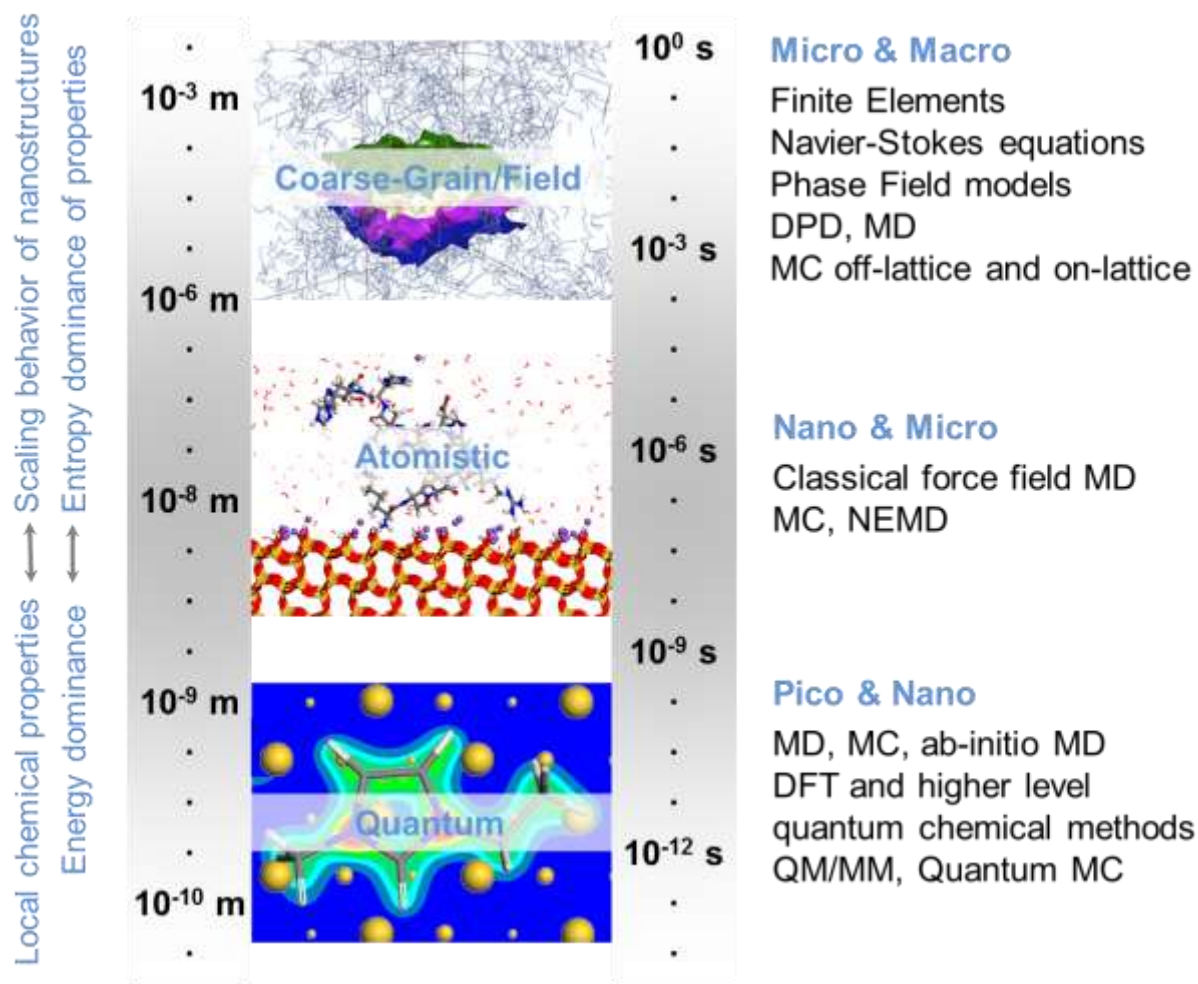 Scaling behavior of nanostructures
Entropy dominance of properties
Local chemical properties
Energy dominance
10⁻³ m
10⁻⁶ m
10⁻⁸ m
10⁻⁹ m
10⁻¹⁰ m
Coarse-Grain/Field
Atomistic
Quantum
10⁰ s
10⁻³ s
10⁻⁶ s
10⁻⁹ s
10⁻¹² s
Micro & Macro
Finite Elements
Navier-Stokes equations
Phase Field models
DPD, MD
MC off-lattice and on-lattice
Nano & Micro
Classical force field MD
MC, NEMD
Pico & Nano
MD, MC, ab-initio MD
DFT and higher level
quantum chemical methods
QM/MM, Quantum MC